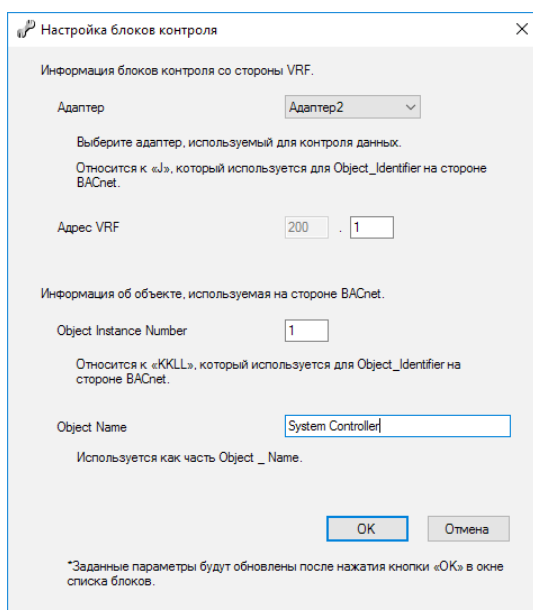 Настройка блоков контроля
Информация блоков контроля со стороны VRF.
Адаптер
Адаптер2
Выберите адаптер, используемый для контроля данных.
Относится к «J», который используется для Object_Identifier на стороне
BACnet.
Адрес VRF
200 . 1
Информация об объекте, используемая на стороне BACnet.
Object Instance Number
1
Относится к «KKLL», который используется для Object_Identifier на
стороне BACnet.
Object Name
System Controller
Используется как часть Object _ Name.
OK
Отмена
*Заданные параметры будут обновлены после нажатия кнопки «OK» в окне
списка блоков.